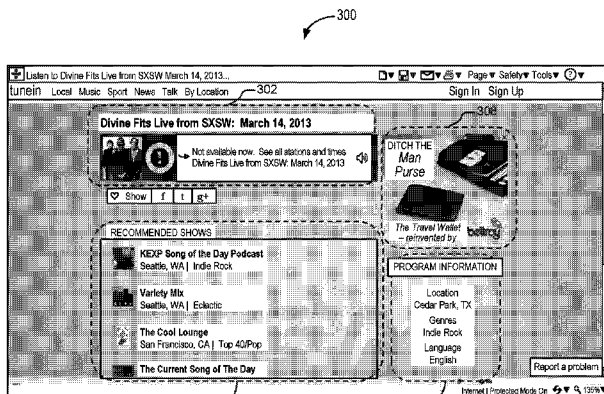 300
Listen to Divine Fits Live from SXSW March 14, 2013...
Page Safety Tools ?
tunein Local Music Sport News Talk By Location
302
Sign In Sign Up
308
Divine Fits Live from SXSW: March 14, 2013
Not available now. See all stations and times
Divine Fits Live from SXSW: March 14, 2013
Show f t g+
DITCH THE
Man
Purse
The Travel Wallet
– reinvented by
bellroy
RECOMMENDED SHOWS
KEXP Song of the Day Podcast
Seattle, WA | Indie Rock
Variety Mix
Seattle, WA | Eclectic
The Cool Lounge
San Francisco, CA | Top 40/Pop
The Current Song of The Day
PROGRAM INFORMATION
Location
Cedar Park, TX
Genres
Indie Rock
Language
English
Report a problem
Internet | Protected Mode On
135%